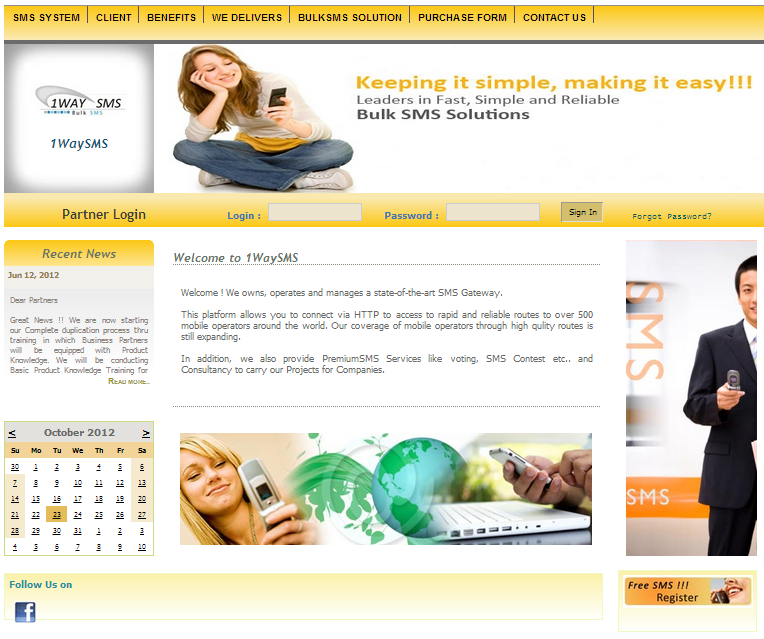 SMS SYSTEM CLIENT BENEFITS WE DELIVERS BULKSMS SOLUTION PURCHASE FORM CONTACT US
1WAY SMS
Bulk SMS
1WaySMS
Keeping it simple, making it easy!!!
Leaders in Fast, Simple and Reliable
Bulk SMS Solutions
Partner Login Login : Password : Sign In Forgot Password?
Recent News
Jun 12, 2012
Dear Partners
Great News !! We are now starting
our Complete duplication process thru
training in which Business Partners
will be equipped with Product
Knowledge. We will be conducting
Basic Product Knowledge Training for
READ MORE..
Welcome to 1WaySMS
Welcome ! We owns, operates and manages a state-of-the-art SMS Gateway.
This platform allows you to connect via HTTP to access to rapid and reliable routes to over 500
mobile operators around the world. Our coverage of mobile operators through high qulity routes is
still expanding.
In addition, we also provide PremiumSMS Services like voting, SMS Contest etc.. and
Consultancy to carry our Projects for Companies.
SMS
SMS
< October 2012 >
Su Mo Tu We Th Fr Sa
30 1 2 3 4 5 6
7 8 9 10 11 12 13
14 15 16 17 18 19 20
21 22 23 24 25 26 27
28 29 30 31 1 2 3
4 5 6 7 8 9 10
Follow Us on
f
Free SMS !!!
Register